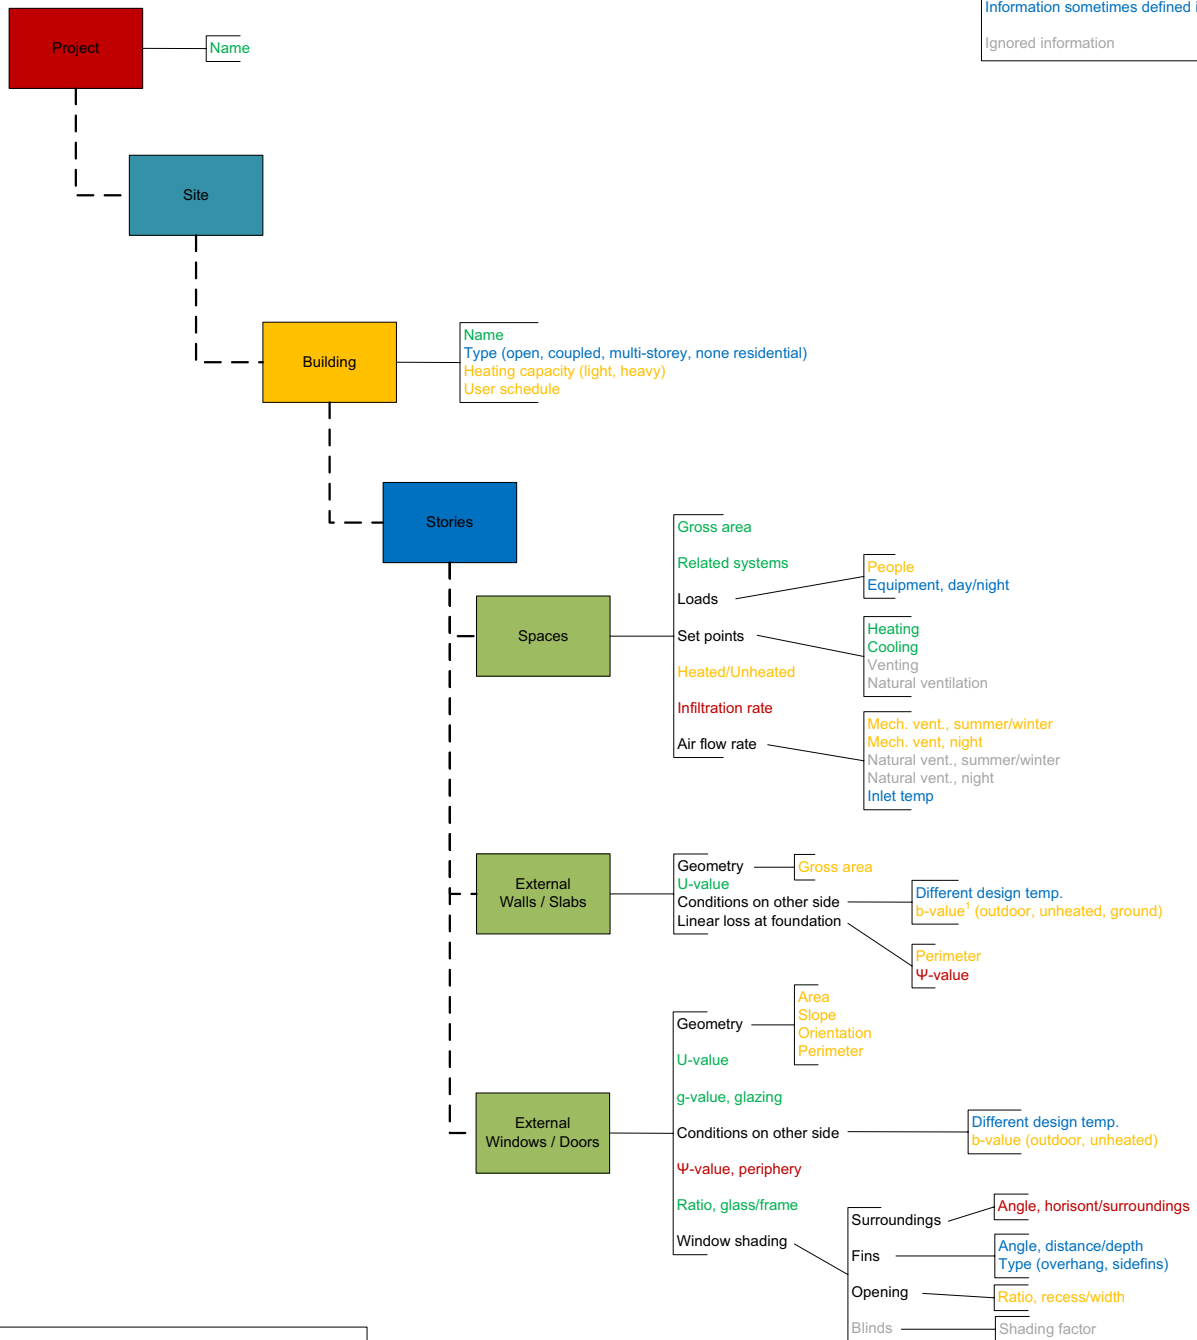 Information sometimes defined i
Ignored information
Project
Name
Site
Building
Name
Type (open, coupled, multi-storey, none residential)
Heating capacity (light, heavy)
User schedule
Stories
Spaces
Gross area
Related systems
Loads
People
Equipment, day/night
Set points
Heating
Cooling
Venting
Natural ventilation
Heated/Unheated
Infiltration rate
Air flow rate
Mech. vent., summer/winter
Mech. vent, night
Natural vent., summer/winter
Natural vent., night
Inlet temp
External
Walls / Slabs
Geometry
Gross area
U-value
Conditions on other side
Different design temp.
b-value¹ (outdoor, unheated, ground)
Linear loss at foundation
Perimeter
Ψ-value
External
Windows / Doors
Geometry
Area
Slope
Orientation
Perimeter
U-value
g-value, glazing
Conditions on other side
Different design temp.
b-value (outdoor, unheated)
Ψ-value, periphery
Ratio, glass/frame
Window shading
Surroundings
Angle, horisont/surroundings
Fins
Angle, distance/depth
Type (overhang, sidefins)
Opening
Ratio, recess/width
Blinds
Shading factor